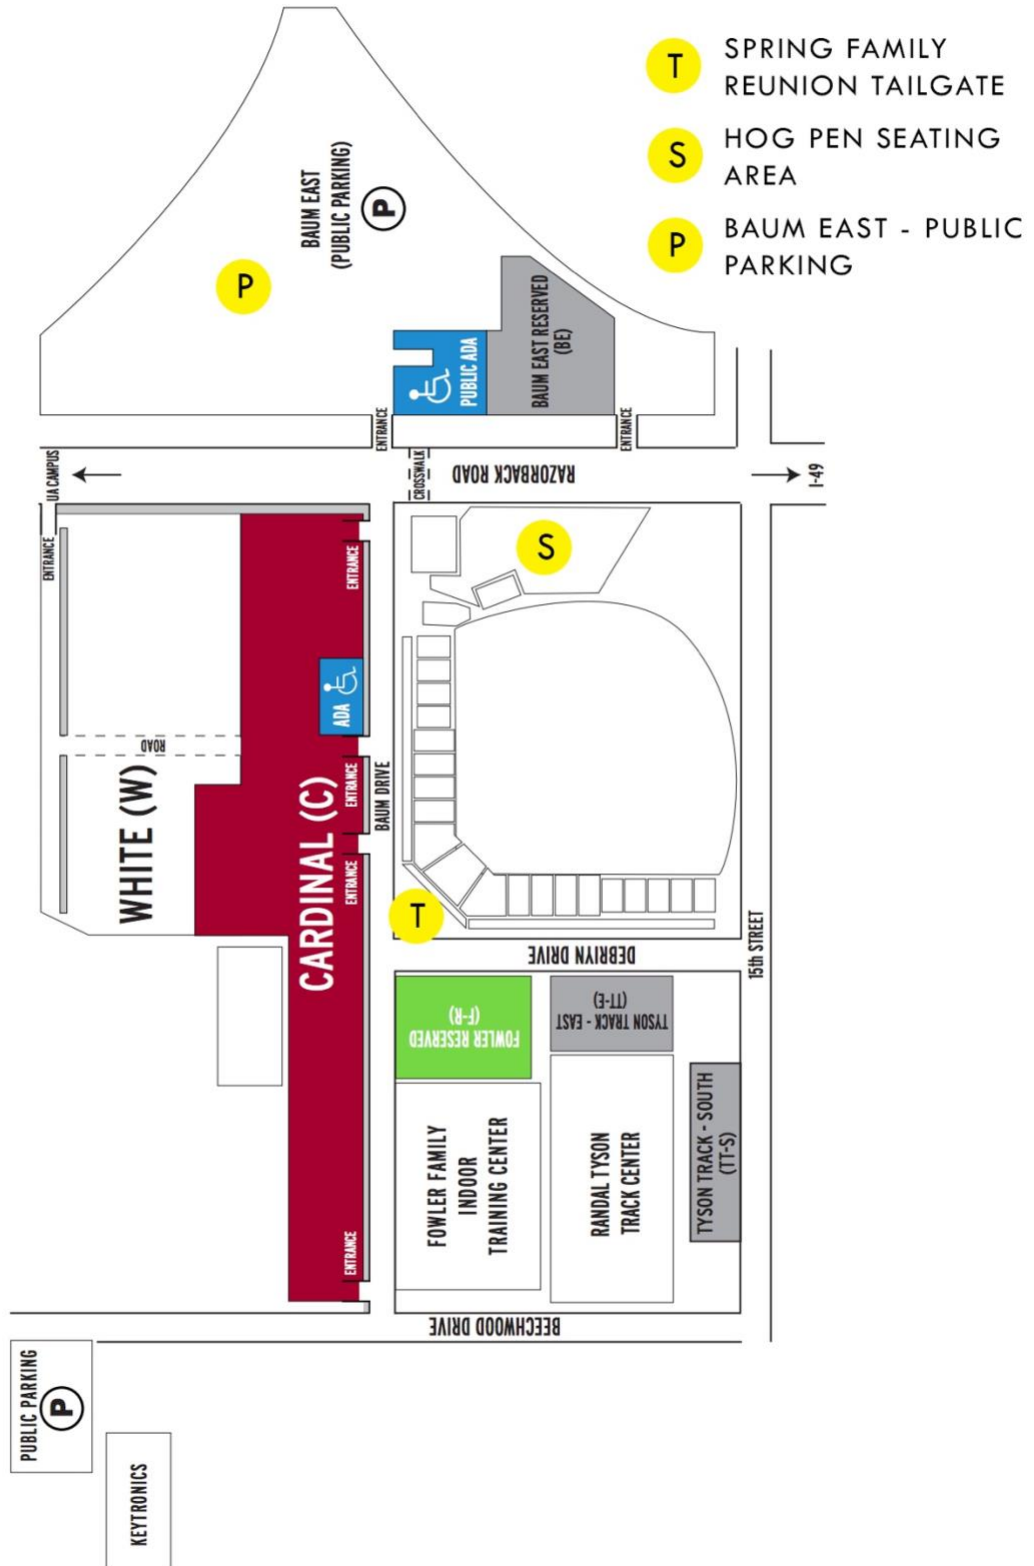 T
SPRING FAMILY
REUNION TAILGATE
S
HOG PEN SEATING
AREA
P
BAUM EAST - PUBLIC
PARKING
BAUM EAST
(PUBLIC PARKING)
P
P
PUBLIC ADA
BAUM EAST RESERVED
(BE)
ENTRANCE
ENTRANCE
UA CAMPUS
CROSSWALK
RAZORBACK ROAD
I-49
ENTRANCE
ENTRANCE
S
ADA
ROAD
WHITE (W)
CARDINAL (C)
ENTRANCE
BAUM DRIVE
ENTRANCE
T
DEBRIYN DRIVE
15th STREET
FOWLER RESERVED
(F-R)
TYSON TRACK - EAST
(TT-E)
FOWLER FAMILY
INDOOR
TRAINING CENTER
RANDAL TYSON
TRACK CENTER
TYSON TRACK - SOUTH
(TT-S)
ENTRANCE
BEECHWOOD DRIVE
PUBLIC PARKING
P
KEYTRONICS